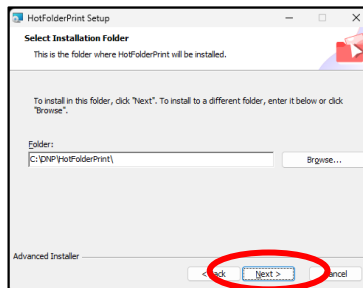 HotFolderPrint Setup
Select Installation Folder
This is the folder where HotFolderPrint will be installed.
To install in this folder, click "Next". To install to a different folder, enter it below or click
"Browse".
Folder:
C:\DNP\HotFolderPrint\
Browse...
Advanced Installer
< Back Next > Cancel